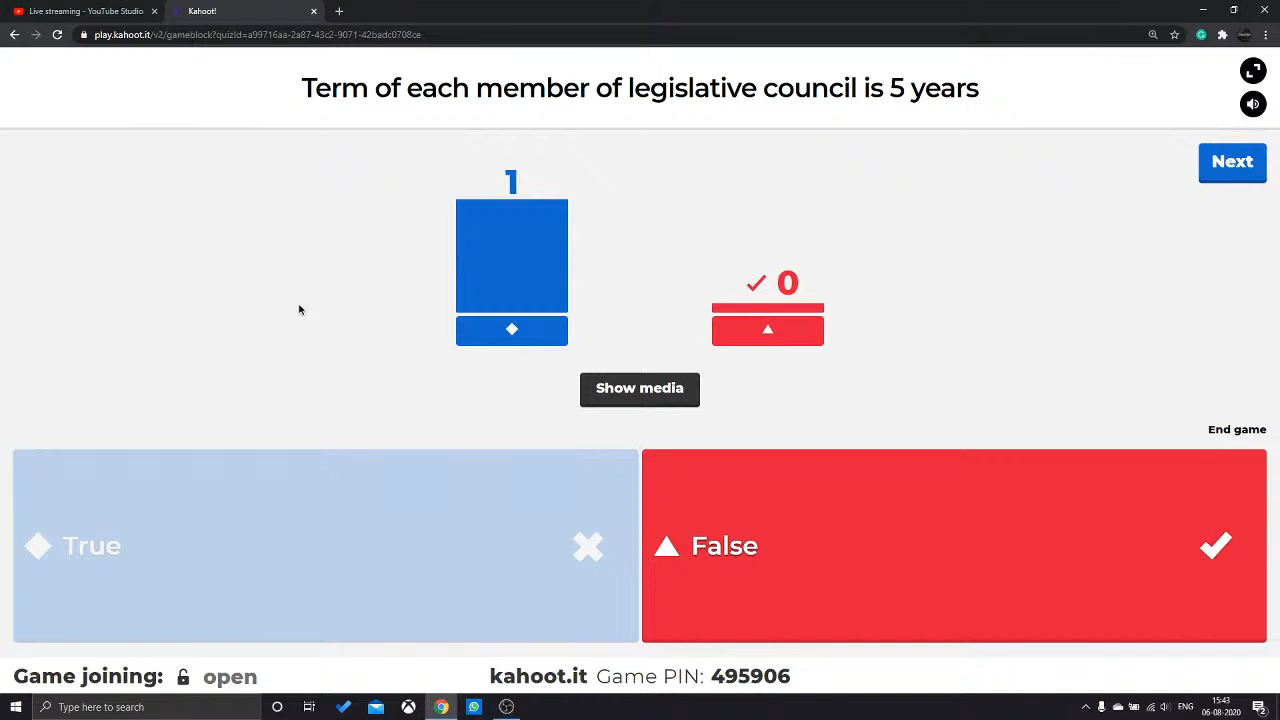 Live streaming - YouTube Studio
Kahoot!
play.kahoot.it/v2/gameblock?quizId=a99716aa-2a87-43c2-9071-42badc0708ce
Term of each member of legislative council is 5 years
Next
1
0
Show media
End game
True
False
Game joining: open
kahoot.it Game PIN: 495906
Type here to search
ENG
15:43
06-08-2020
2